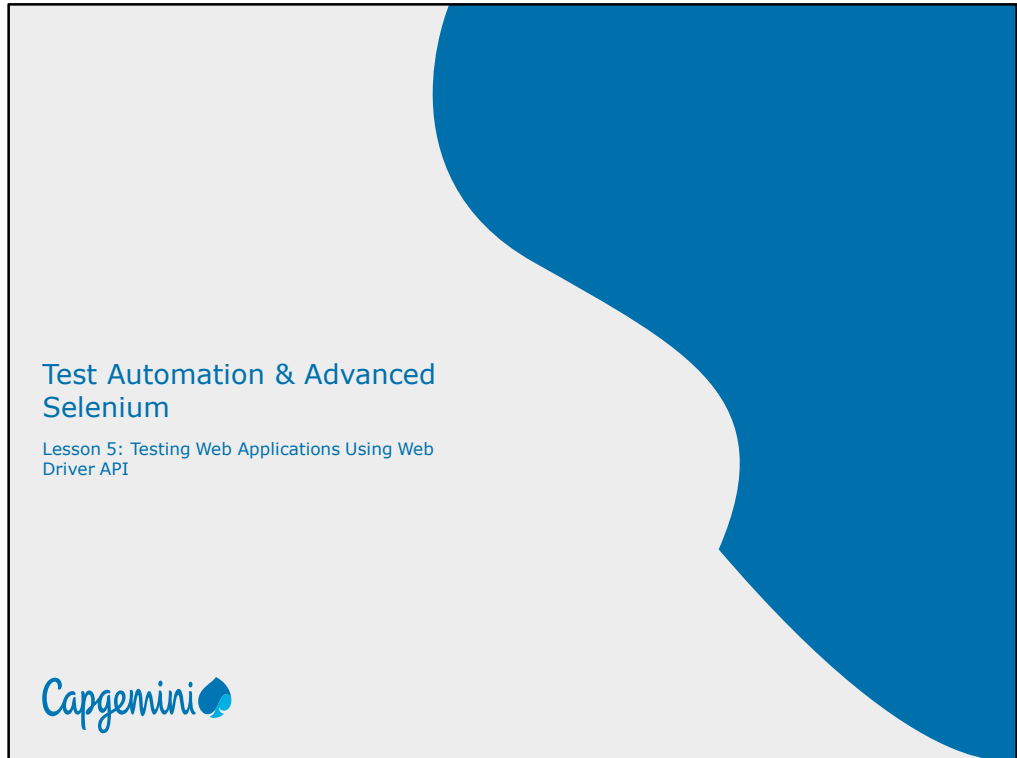 Test Automation & Advanced
Selenium
Lesson 5: Testing Web Applications Using Web
Driver API
Capgemini